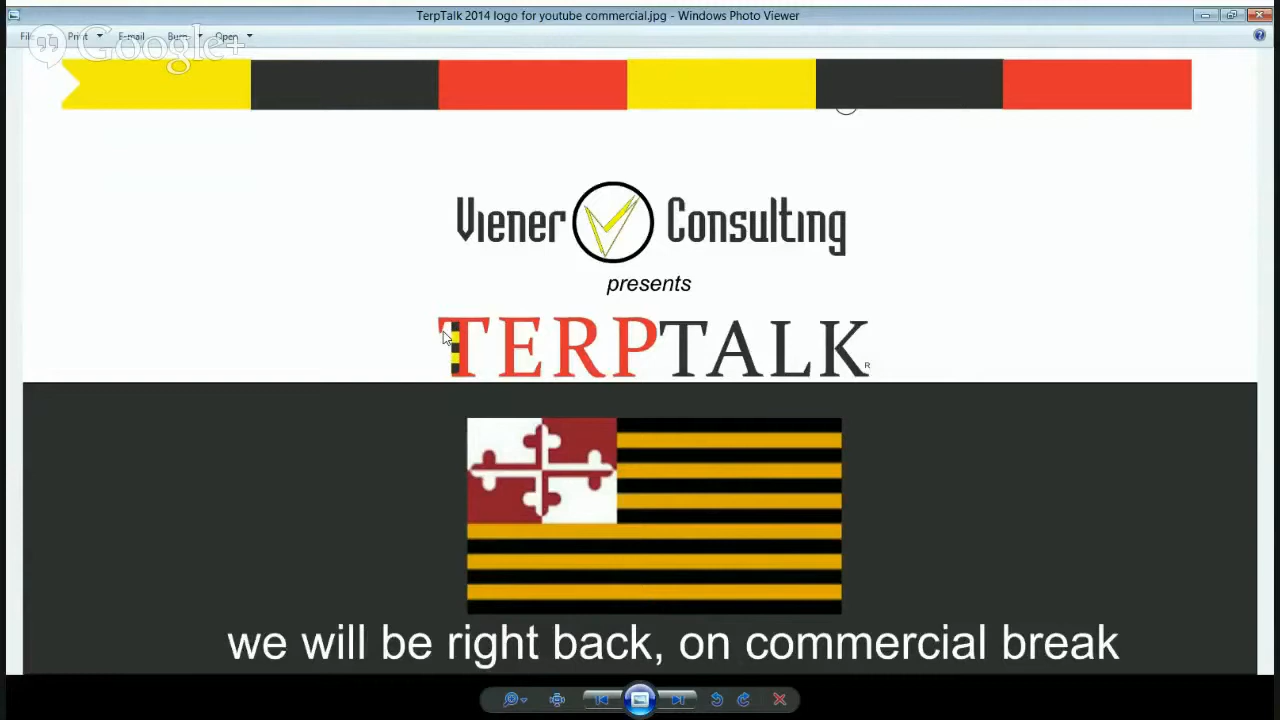 TerpTalk 2014 logo for youtube commercial.jpg - Windows Photo Viewer
Print E-mail Open
Google+
Viener Consulting
presents
TERPTALK R
we will be right back, on commercial break